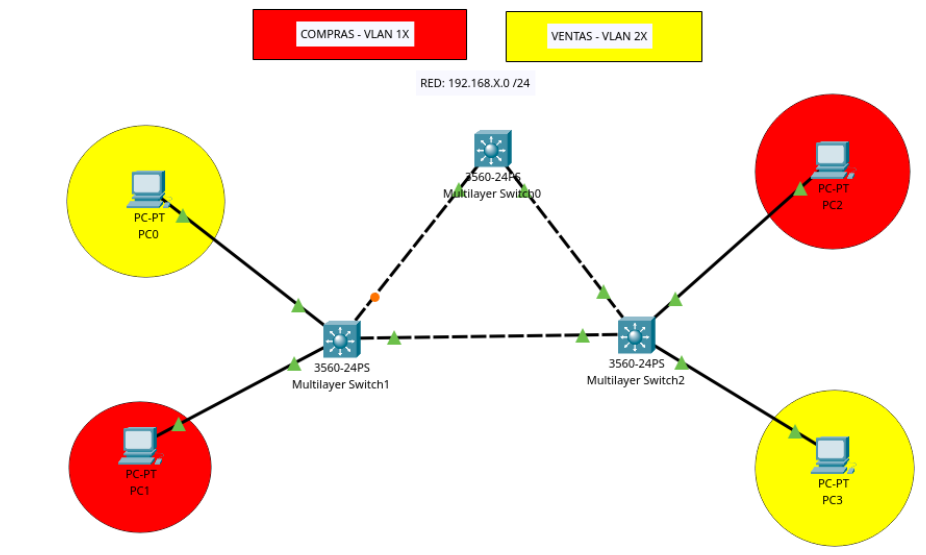 COMPRAS - VLAN 1X
VENTAS - VLAN 2X
RED: 192.168.X.0 /24
3560-24PS
Multilayer Switch0
PC-PT
PC0
PC-PT
PC2
3560-24PS
Multilayer Switch1
3560-24PS
Multilayer Switch2
PC-PT
PC1
PC-PT
PC3